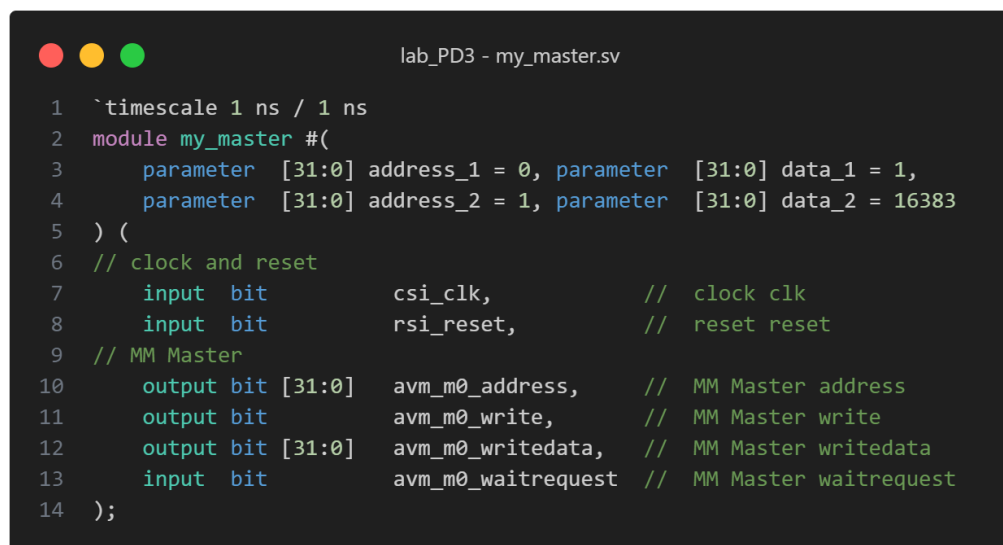 lab_PD3 - my_master.sv
1 `timescale 1 ns / 1 ns
2 module my_master #(
3     parameter  [31:0] address_1 = 0, parameter  [31:0] data_1 = 1,
4     parameter  [31:0] address_2 = 1, parameter  [31:0] data_2 = 16383
5 ) (
6 // clock and reset
7     input  bit          csi_clk,            //  clock clk
8     input  bit          rsi_reset,          //  reset reset
9 // MM Master
10     output bit [31:0]   avm_m0_address,     //  MM Master address
11     output bit          avm_m0_write,       //  MM Master write
12     output bit [31:0]   avm_m0_writedata,   //  MM Master writedata
13     input  bit          avm_m0_waitrequest  //  MM Master waitrequest
14 );